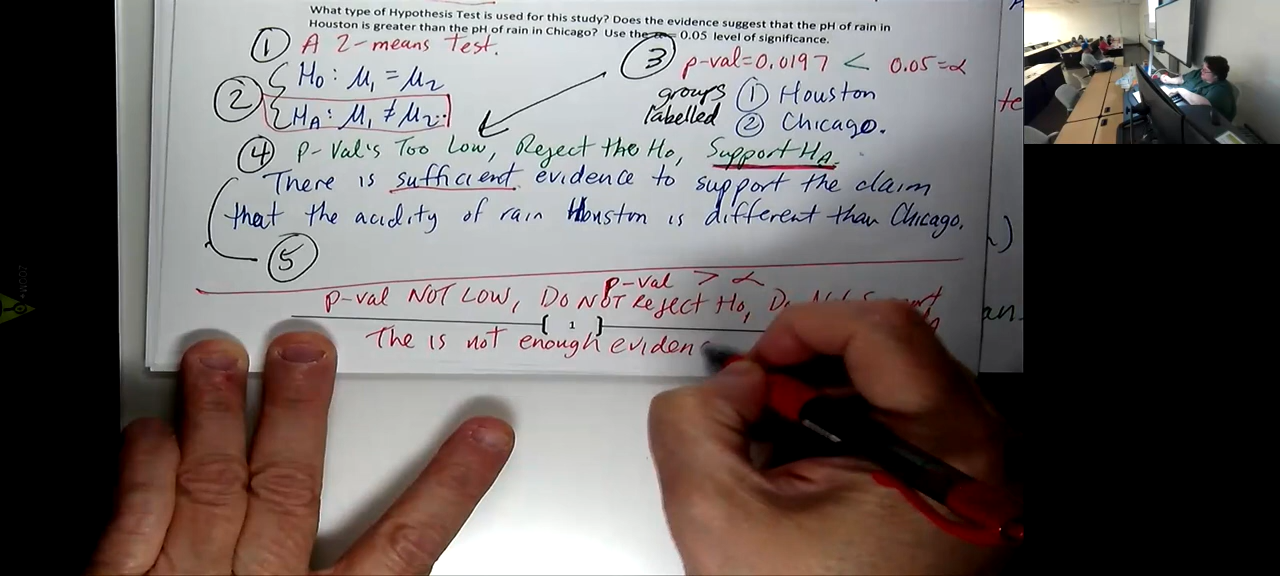 What type of Hypothesis Test is used for this study? Does the evidence suggest that the pH of rain in
Houston is greater than the pH of rain in Chicago? Use the = 0.05 level of significance.
① A 2-means Test.
② { H₀: μ₁ = μ₂
{ Hₐ: μ₁ ≠ μ₂.
③ p-val=0.0197 < 0.05=α
groups labelled ① Houston
② Chicago.
④ P-Val's Too Low, Reject the Ho, Support Hₐ.
There is sufficient evidence to support the claim
that the acidity of rain Houston is different than Chicago.
⑤
p-val > α
p-val NOT LOW, DO NOT Reject Ho,
{ 1 }
The is not enough eviden
an.
ZOOM